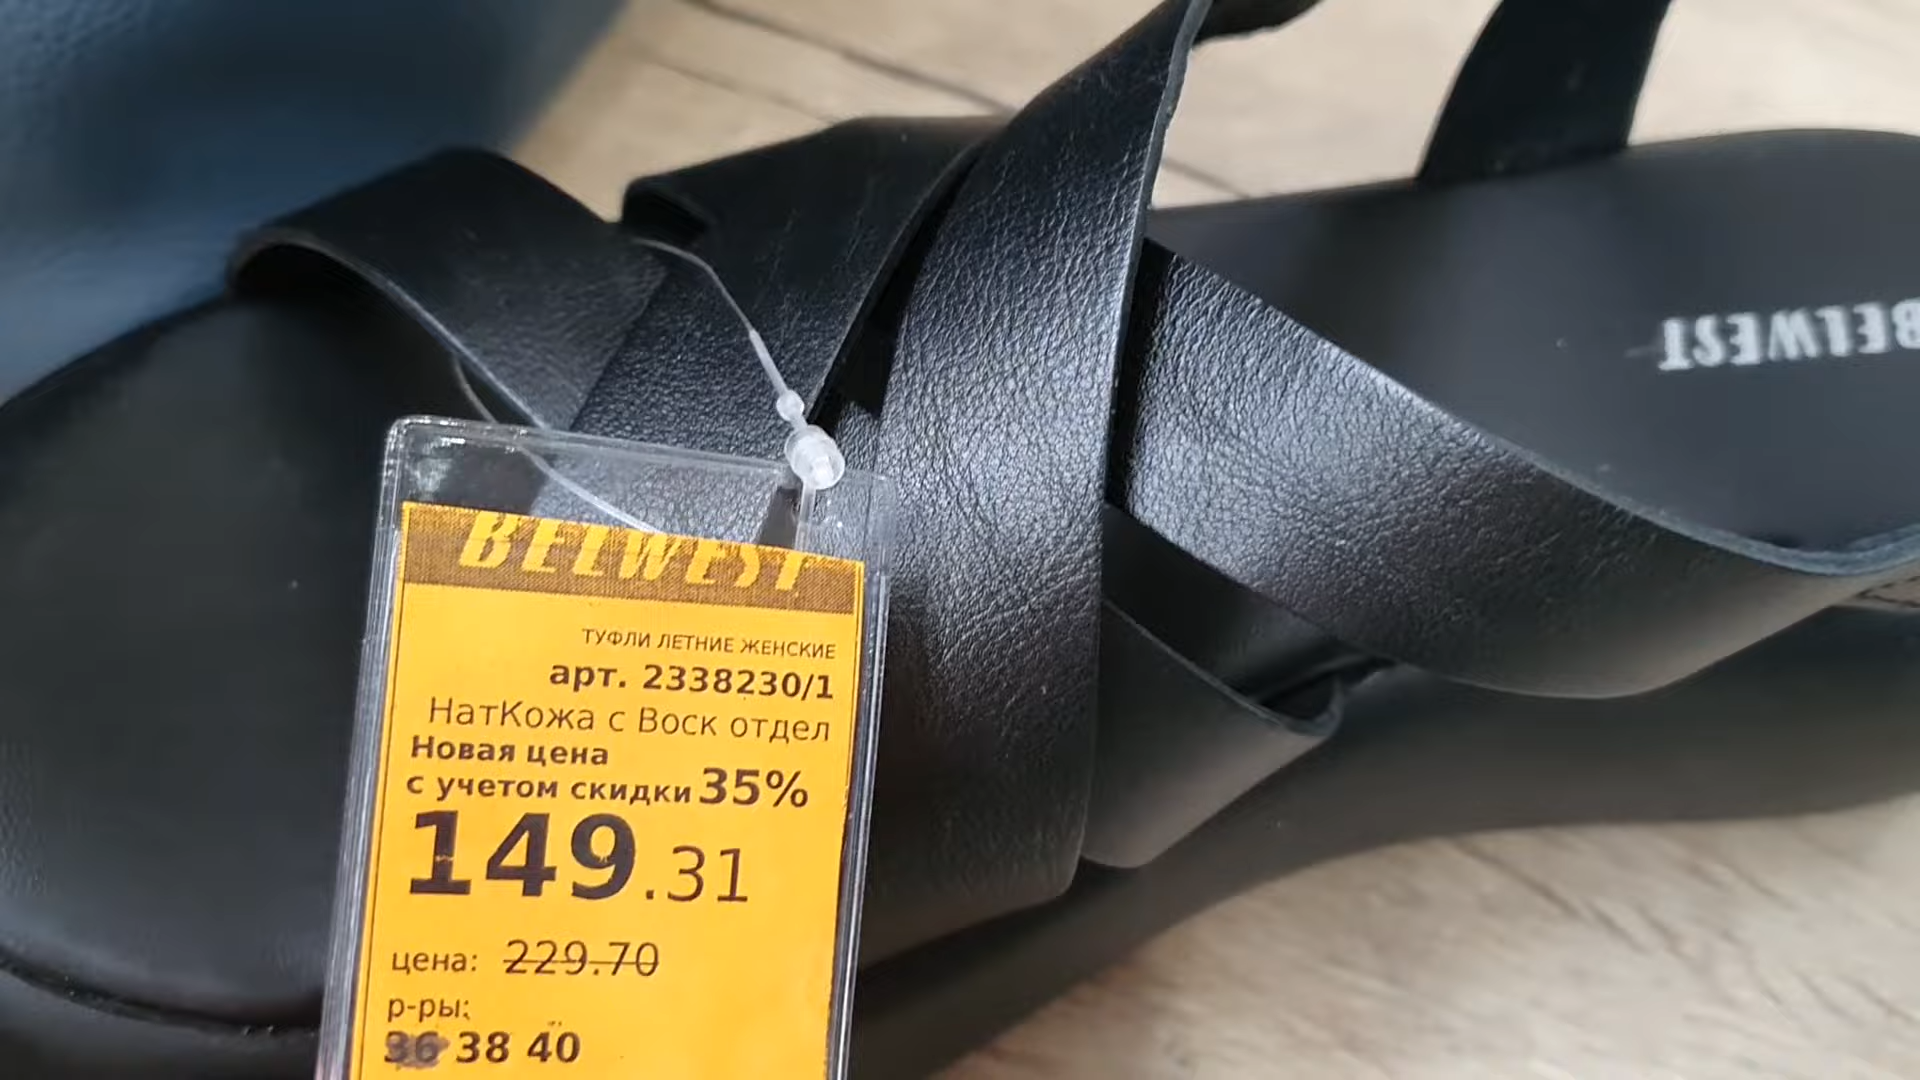 BELWEST
BELWEST
ТУФЛИ ЛЕТНИЕ ЖЕНСКИЕ
арт. 2338230/1
НатКожа с Воск отдел
Новая цена
с учетом скидки 35%
149.31
цена: 229.70
р-ры:
36 38 40